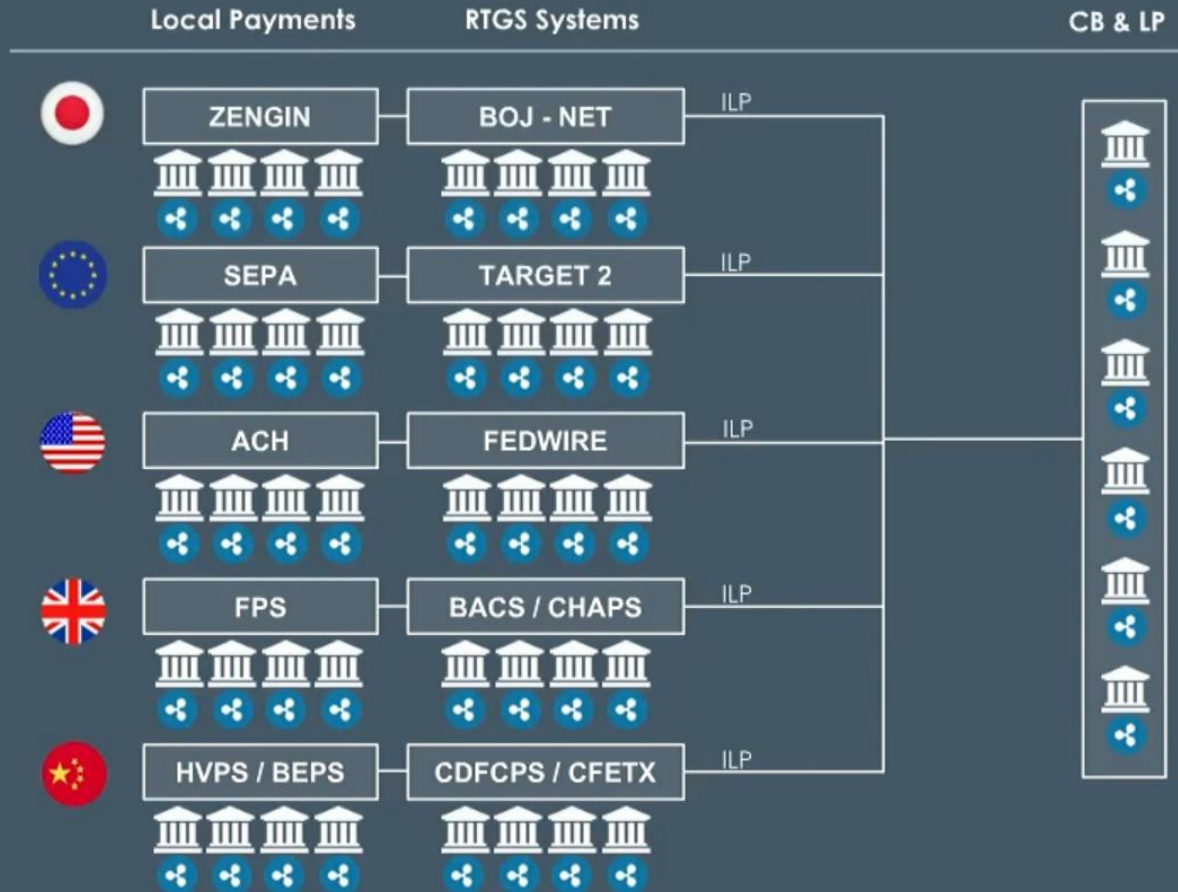 Local Payments RTGS Systems CB & LP
ZENGIN BOJ - NET ILP
SEPA TARGET 2 ILP
ACH FEDWIRE ILP
FPS BACS / CHAPS ILP
HVPS / BEPS CDFCPS / CFETX ILP